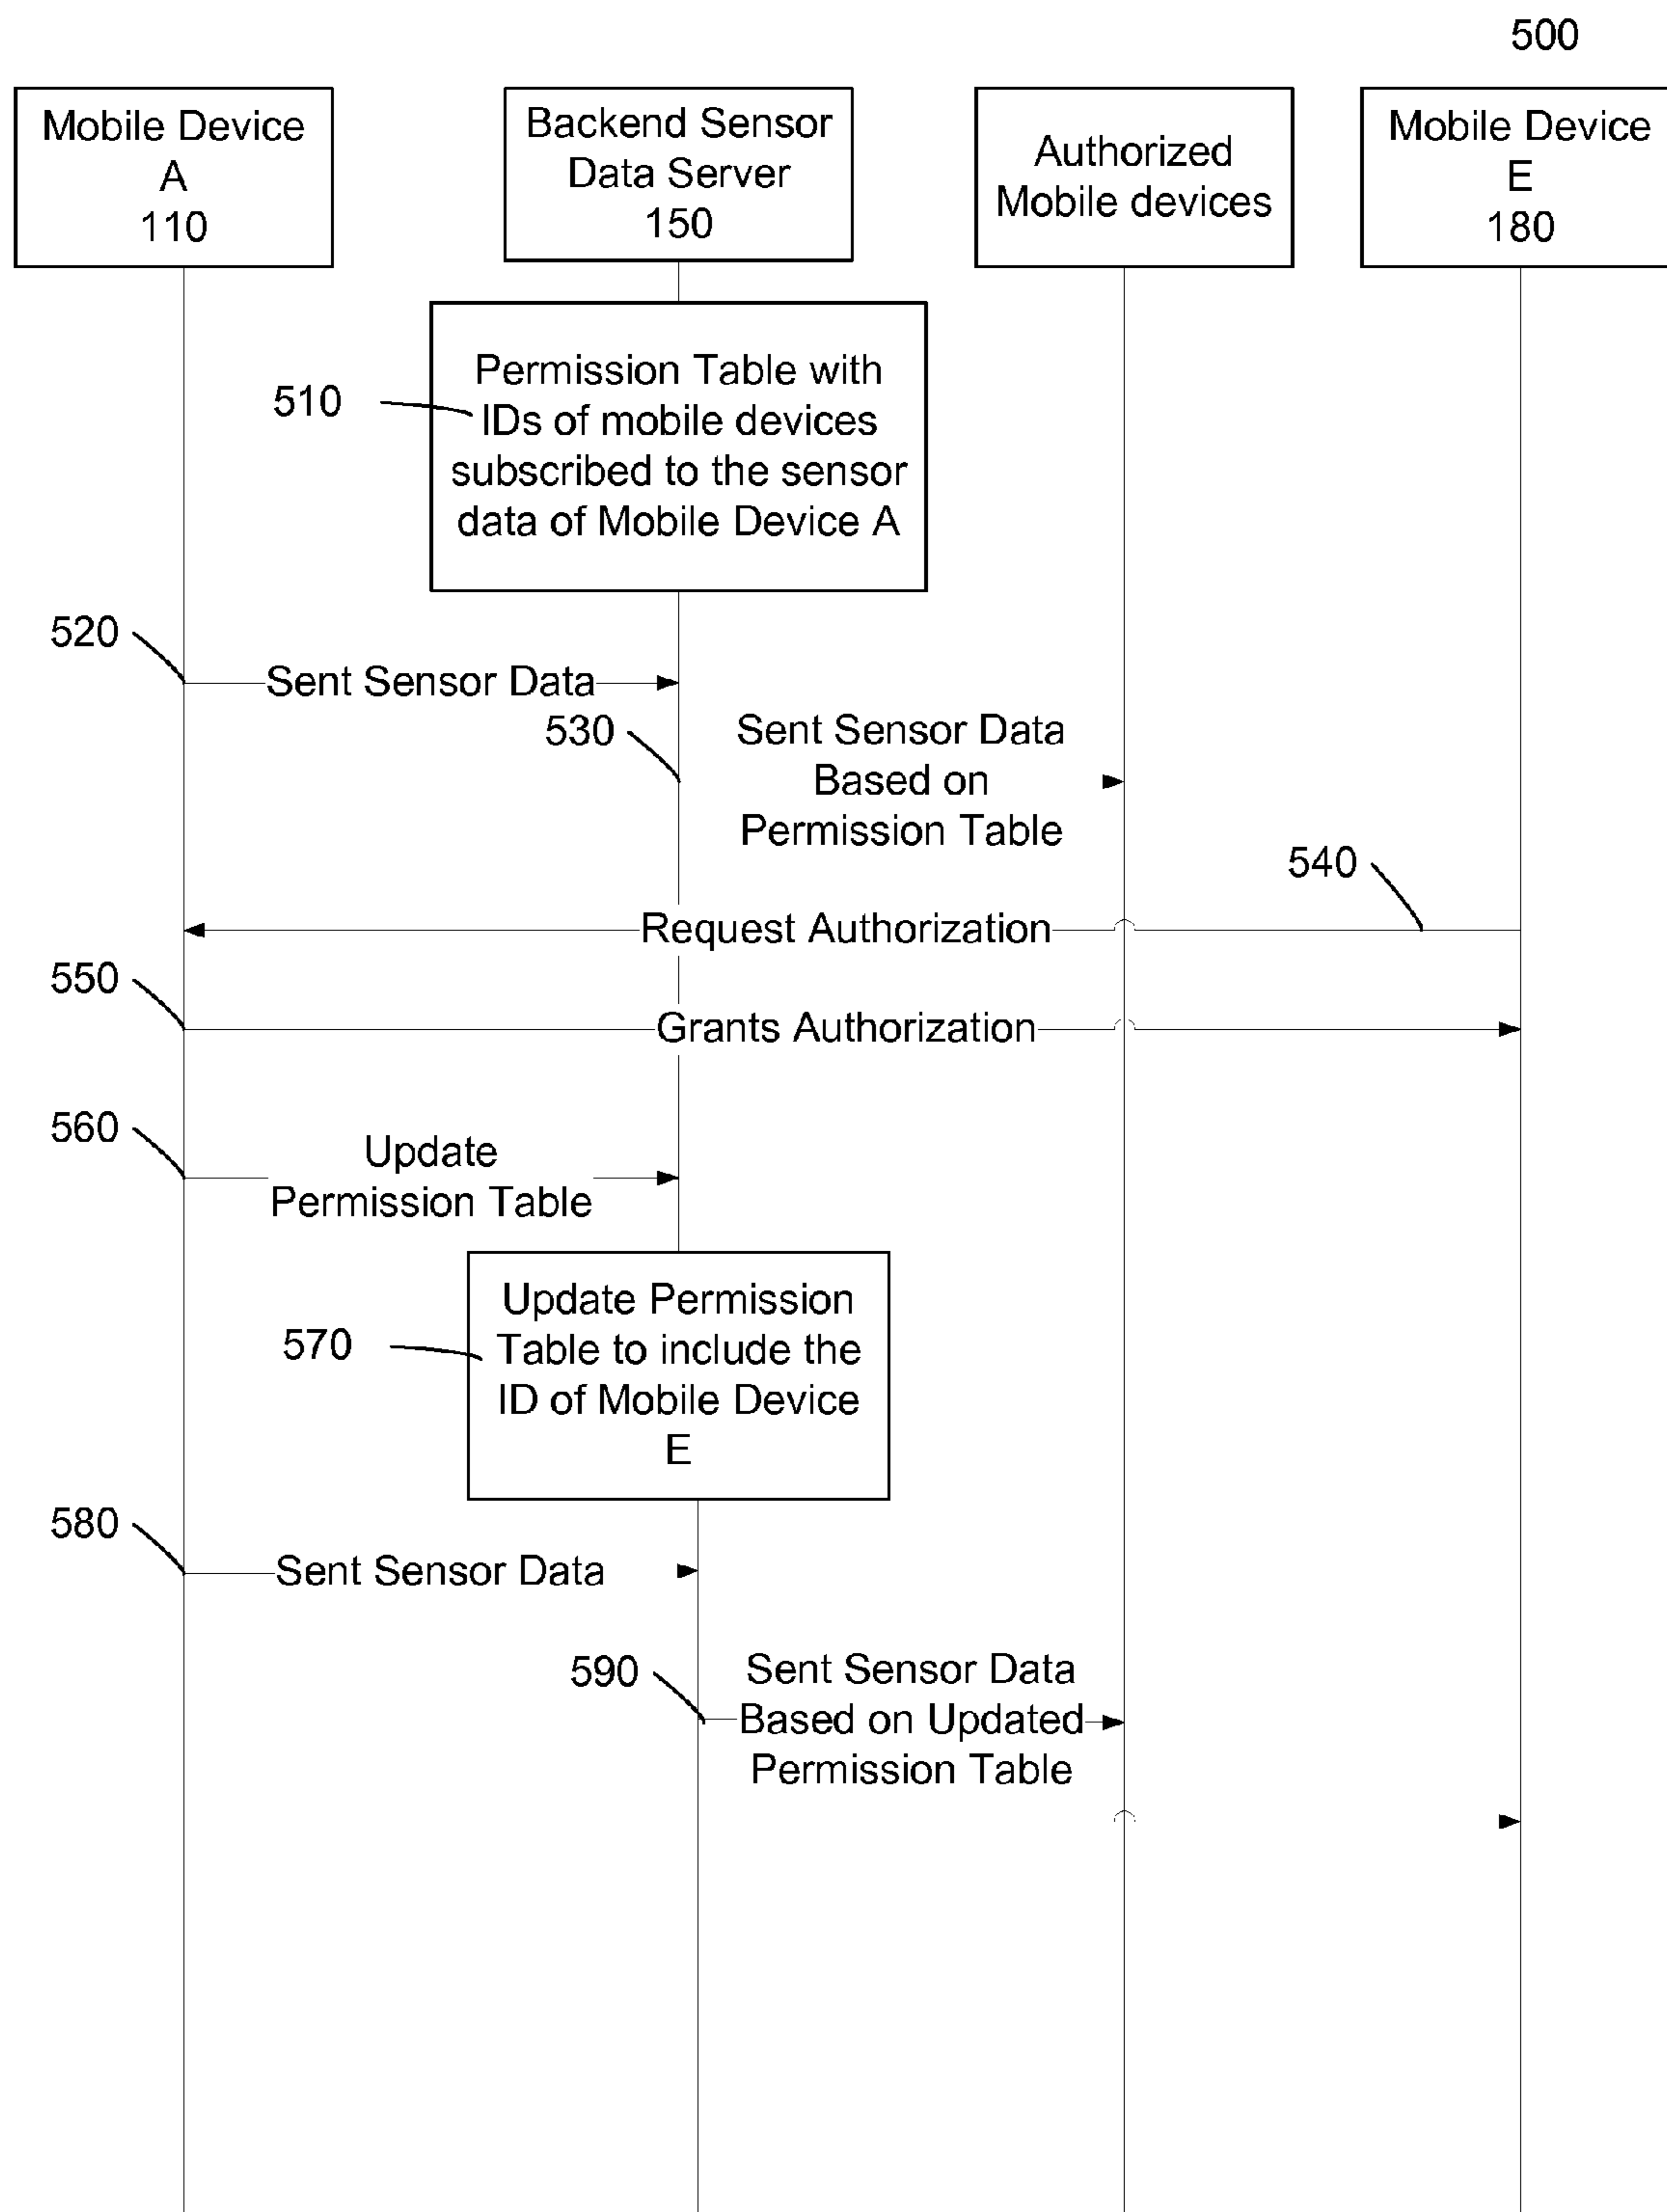 500
Mobile Device
A
110
Backend Sensor
Data Server
150
Authorized
Mobile devices
Mobile Device
E
180
510
Permission Table with
IDs of mobile devices
subscribed to the sensor
data of Mobile Device A
520
Sent Sensor Data
530
Sent Sensor Data
Based on
Permission Table
540
Request Authorization
550
Grants Authorization
560
Update
Permission Table
570
Update Permission
Table to include the
ID of Mobile Device
E
580
Sent Sensor Data
590
Sent Sensor Data
Based on Updated
Permission Table